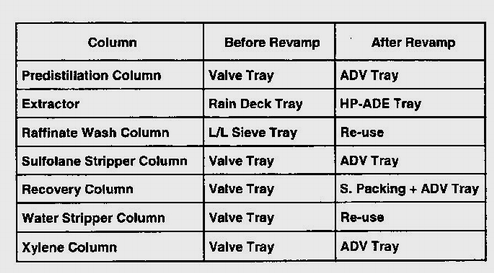 Column Before Revamp After Revamp
Predistillation Column Valve Tray ADV Tray
Extractor Rain Deck Tray HP-ADE Tray
Raffinate Wash Column L/L Sieve Tray Re-use
Sulfolane Stripper Column Valve Tray ADV Tray
Recovery Column Valve Tray S. Packing + ADV Tray
Water Stripper Column Valve Tray Re-use
Xylene Column Valve Tray ADV Tray